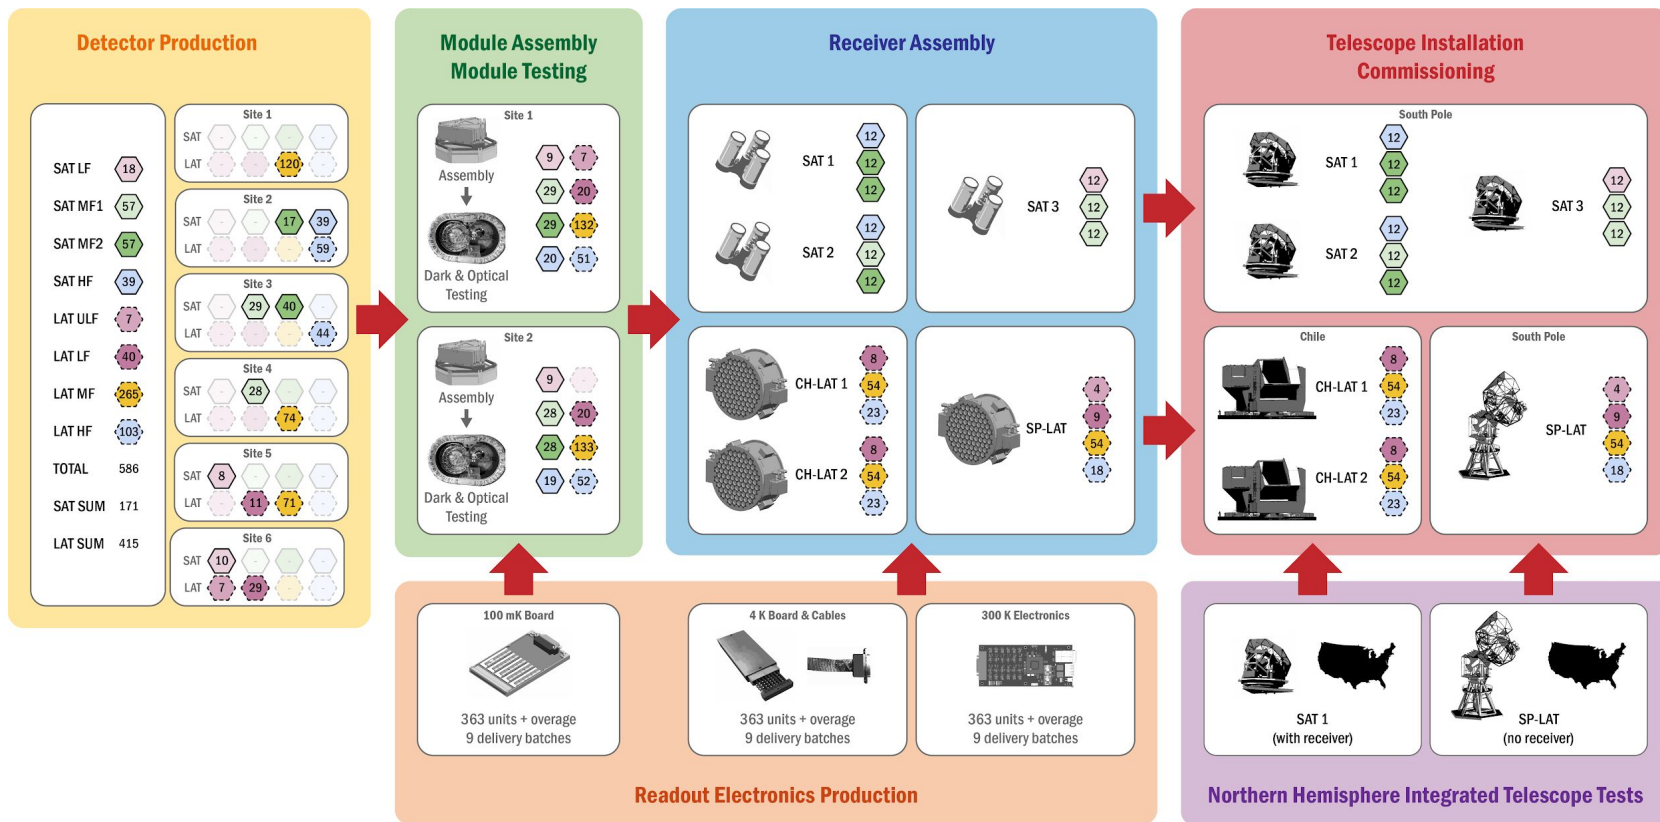 Detector Production
SAT LF 18
SAT MF1 57
SAT MF2 57
SAT HF 39
LAT ULF 7
LAT LF 40
LAT MF 265
LAT HF 103
TOTAL 586
SAT SUM 171
LAT SUM 415
Site 1
SAT - - - -
LAT - - 120 -
Site 2
SAT - - 17 39
LAT - - - 59
Site 3
SAT - 29 40 -
LAT - - - 44
Site 4
SAT - 28 - -
LAT - - 74 -
Site 5
SAT 8 - - -
LAT - 11 71 -
Site 6
SAT 10 - - -
LAT 7 29 - -
Module Assembly
Module Testing
Site 1
Assembly
Dark & Optical
Testing
9 7
29 20
29 132
20 51
Site 2
Assembly
Dark & Optical
Testing
9 -
28 20
28 133
19 52
Receiver Assembly
SAT 1
12
12
12
SAT 2
12
12
12
SAT 3
12
12
12
CH-LAT 1
8
54
23
CH-LAT 2
8
54
23
SP-LAT
4
9
54
18
Telescope Installation
Commissioning
South Pole
SAT 1
12
12
12
SAT 2
12
12
12
SAT 3
12
12
12
Chile
CH-LAT 1
8
54
23
CH-LAT 2
8
54
23
South Pole
SP-LAT
4
9
54
18
100 mK Board
363 units + overage
9 delivery batches
4 K Board & Cables
363 units + overage
9 delivery batches
300 K Electronics
363 units + overage
9 delivery batches
Readout Electronics Production
SAT 1
(with receiver)
SP-LAT
(no receiver)
Northern Hemisphere Integrated Telescope Tests